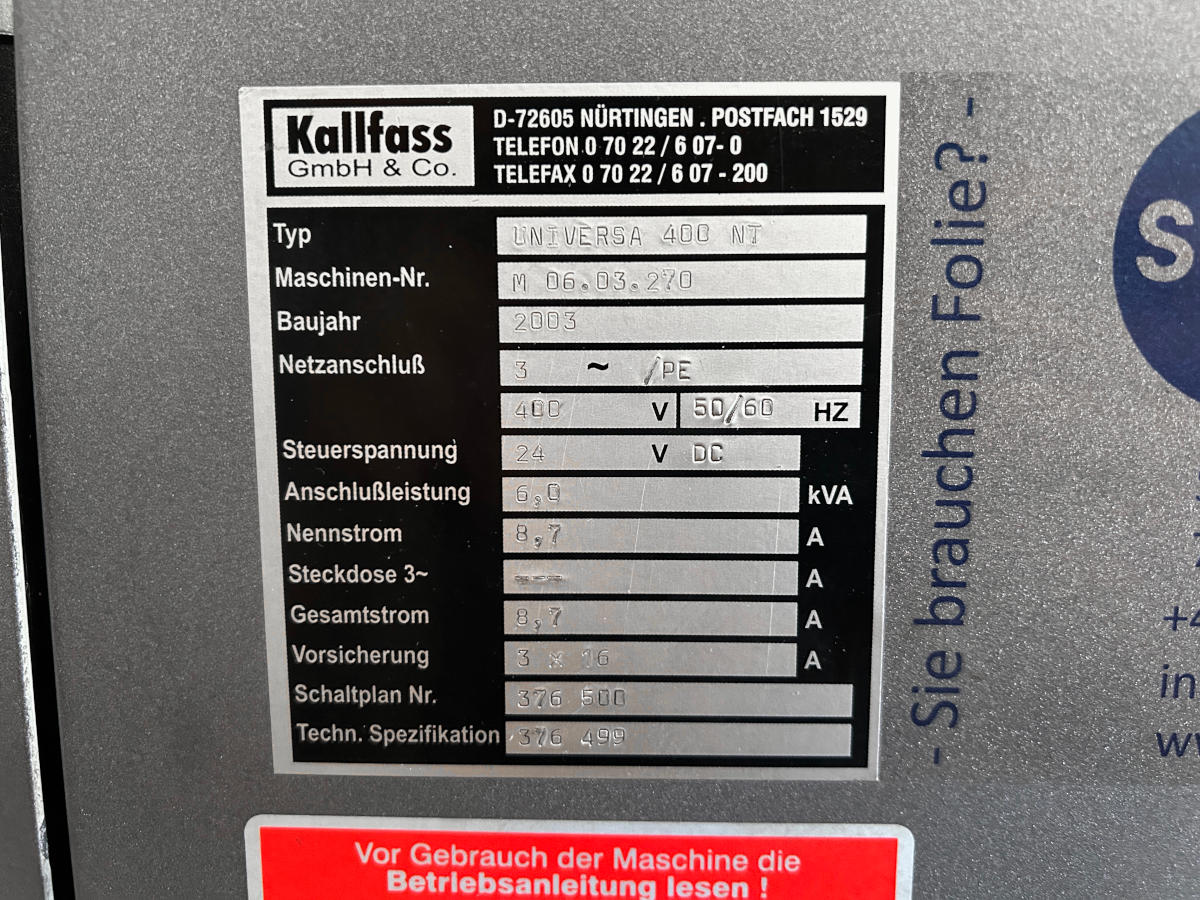 Kallfass
GmbH & Co.
D-72605 NÜRTINGEN . POSTFACH 1529
TELEFON 0 70 22 / 6 07- 0
TELEFAX 0 70 22 / 6 07 - 200
Typ UNIVERSA 400 NT
Maschinen-Nr. M 06.03.270
Baujahr 2003
Netzanschluß 3 ~ /PE
400 V 50/60 HZ
Steuerspannung 24 V DC
Anschlußleistung 6,0 kVA
Nennstrom 8,7 A
Steckdose 3~ --- A
Gesamtstrom 8,7 A
Vorsicherung 3 x 16 A
Schaltplan Nr. 376 500
Techn. Spezifikation 376 499
Vor Gebrauch der Maschine die
Betriebsanleitung lesen !
- Sie brauchen Folie? -
S
+4
in